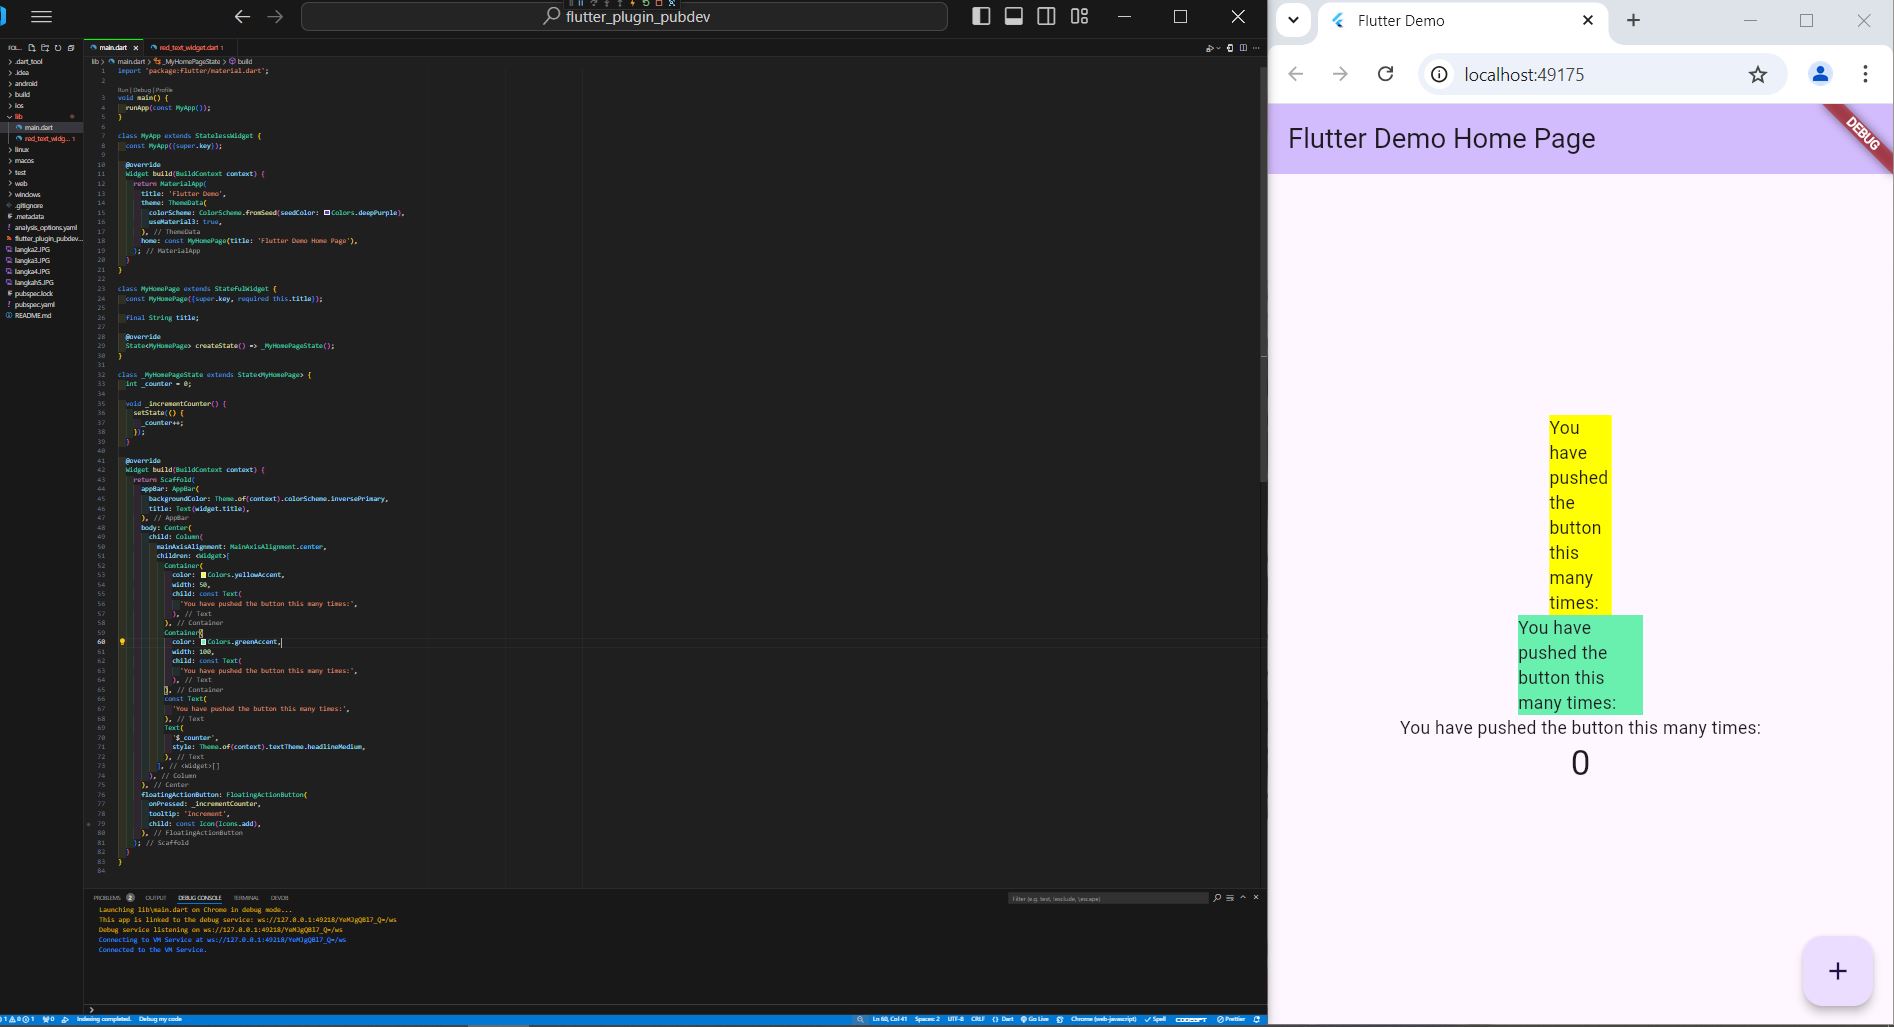 flutter_plugin_pubdev
FOL...
.dart_tool
.idea
android
build
ios
lib
main.dart
red_text_widg... 1
linux
macos
test
web
windows
.gitignore
.metadata
analysis_options.yaml
flutter_plugin_pubdev...
langka2.JPG
langka3.JPG
langka4.JPG
langkah5.JPG
pubspec.lock
pubspec.yaml
README.md
main.dart
red_text_widget.dart 1
lib > main.dart > _MyHomePageState > build
1 import 'package:flutter/material.dart';
2
Run | Debug | Profile
3 void main() {
4 runApp(const MyApp());
5 }
6
7 class MyApp extends StatelessWidget {
8 const MyApp({super.key});
9
10 @override
11 Widget build(BuildContext context) {
12 return MaterialApp(
13 title: 'Flutter Demo',
14 theme: ThemeData(
15 colorScheme: ColorScheme.fromSeed(seedColor: Colors.deepPurple),
16 useMaterial3: true,
17 ), // ThemeData
18 home: const MyHomePage(title: 'Flutter Demo Home Page'),
19 ); // MaterialApp
20 }
21 }
22
23 class MyHomePage extends StatefulWidget {
24 const MyHomePage({super.key, required this.title});
25
26 final String title;
27
28 @override
29 State<MyHomePage> createState() => _MyHomePageState();
30 }
31
32 class _MyHomePageState extends State<MyHomePage> {
33 int _counter = 0;
34
35 void _incrementCounter() {
36 setState(() {
37 _counter++;
38 });
39 }
40
41 @override
42 Widget build(BuildContext context) {
43 return Scaffold(
44 appBar: AppBar(
45 backgroundColor: Theme.of(context).colorScheme.inversePrimary,
46 title: Text(widget.title),
47 ), // AppBar
48 body: Center(
49 child: Column(
50 mainAxisAlignment: MainAxisAlignment.center,
51 children: <Widget>[
52 Container(
53 color: Colors.yellowAccent,
54 width: 50,
55 child: const Text(
56 'You have pushed the button this many times:',
57 ), // Text
58 ), // Container
59 Container(
60 color: Colors.greenAccent,
61 width: 100,
62 child: const Text(
63 'You have pushed the button this many times:',
64 ), // Text
65 ), // Container
66 const Text(
67 'You have pushed the button this many times:',
68 ), // Text
69 Text(
70 '$_counter',
71 style: Theme.of(context).textTheme.headlineMedium,
72 ), // Text
73 ], // <Widget>[]
74 ), // Column
75 ), // Center
76 floatingActionButton: FloatingActionButton(
77 onPressed: _incrementCounter,
78 tooltip: 'Increment',
79 child: const Icon(Icons.add),
80 ), // FloatingActionButton
81 ); // Scaffold
82 }
83 }
84
PROBLEMS 2 OUTPUT DEBUG CONSOLE TERMINAL DEVDB
Filter (e.g. text, !exclude, \escape)
Launching lib\main.dart on Chrome in debug mode...
This app is linked to the debug service: ws://127.0.0.1:49218/YeMJgQBl7_Q=/ws
Debug service listening on ws://127.0.0.1:49218/YeMJgQBl7_Q=/ws
Connecting to VM Service at ws://127.0.0.1:49218/YeMJgQBl7_Q=/ws
Connected to the VM Service.
Indexing completed. Debug my code
Ln 60, Col 41 Spaces: 2 UTF-8 CRLF {} Dart Go Live Chrome (web-javascript) Spell CODEGPT Prettier
Flutter Demo
localhost:49175
Flutter Demo Home Page
DEBUG
You
have
pushed
the
button
this
many
times:
You have
pushed the
button this
many times:
You have pushed the button this many times:
0